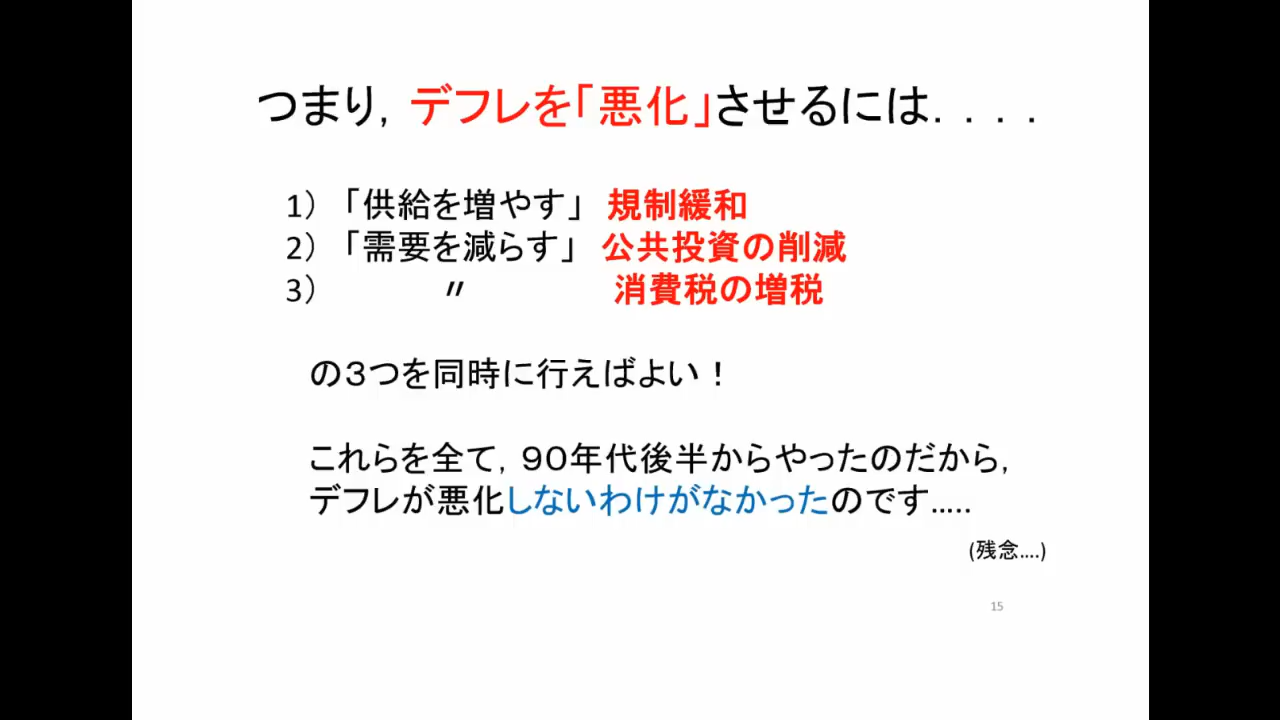 つまり，デフレを「悪化」させるには．．．．
1）「供給を増やす」 規制緩和
2）「需要を減らす」 公共投資の削減
3） 〃 消費税の増税
の３つを同時に行えばよい！
これらを全て，９０年代後半からやったのだから，
デフレが悪化しないわけがなかったのです…..
(残念….)
15